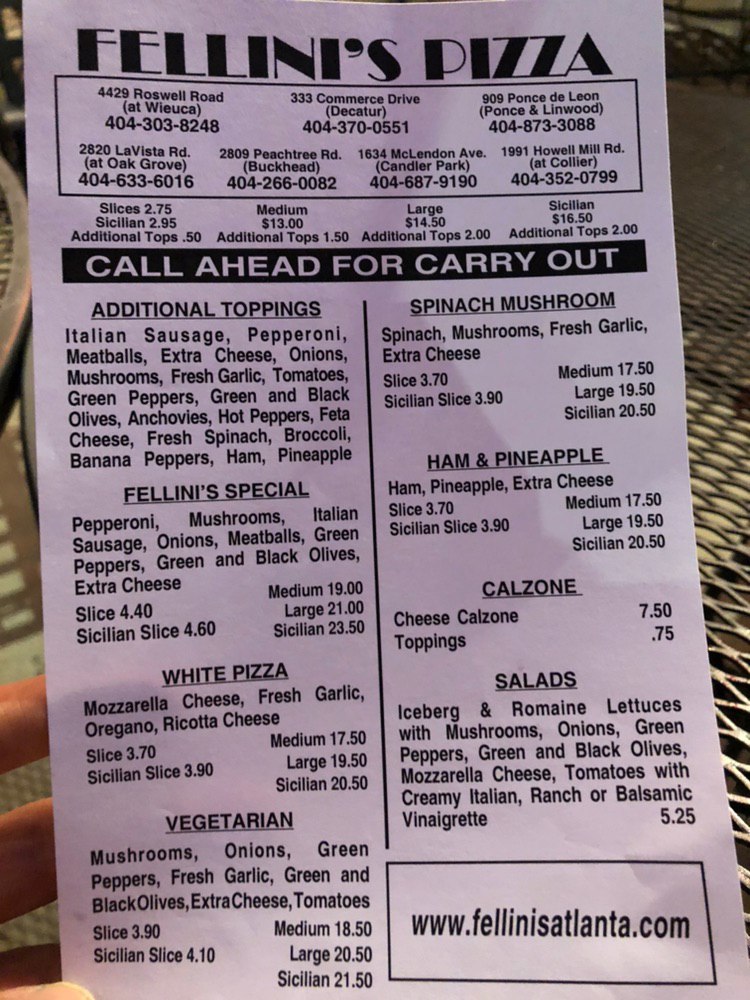 FELLINI'S PIZZA
4429 Roswell Road
(at Wieuca)
404-303-8248
333 Commerce Drive
(Decatur)
404-370-0551
909 Ponce de Leon
(Ponce & Linwood)
404-873-3088
2820 LaVista Rd.
(at Oak Grove)
404-633-6016
2809 Peachtree Rd.
(Buckhead)
404-266-0082
1634 McLendon Ave.
(Candler Park)
404-687-9190
1991 Howell Mill Rd.
(at Collier)
404-352-0799
Slices 2.75
Sicilian 2.95
Additional Tops .50
Medium
$13.00
Additional Tops 1.50
Large
$14.50
Additional Tops 2.00
Sicilian
$16.50
Additional Tops 2.00
CALL AHEAD FOR CARRY OUT
ADDITIONAL TOPPINGS
Italian Sausage, Pepperoni,
Meatballs, Extra Cheese, Onions,
Mushrooms, Fresh Garlic, Tomatoes,
Green Peppers, Green and Black
Olives, Anchovies, Hot Peppers, Feta
Cheese, Fresh Spinach, Broccoli,
Banana Peppers, Ham, Pineapple
FELLINI'S SPECIAL
Pepperoni, Mushrooms, Italian
Sausage, Onions, Meatballs, Green
Peppers, Green and Black Olives,
Extra Cheese
Medium 19.00
Slice 4.40
Large 21.00
Sicilian Slice 4.60
Sicilian 23.50
WHITE PIZZA
Mozzarella Cheese, Fresh Garlic,
Oregano, Ricotta Cheese
Medium 17.50
Slice 3.70
Large 19.50
Sicilian Slice 3.90
Sicilian 20.50
VEGETARIAN
Mushrooms, Onions, Green
Peppers, Fresh Garlic, Green and
Black Olives, Extra Cheese, Tomatoes
Slice 3.90
Medium 18.50
Sicilian Slice 4.10
Large 20.50
Sicilian 21.50
SPINACH MUSHROOM
Spinach, Mushrooms, Fresh Garlic,
Extra Cheese
Slice 3.70
Medium 17.50
Sicilian Slice 3.90
Large 19.50
Sicilian 20.50
HAM & PINEAPPLE
Ham, Pineapple, Extra Cheese
Slice 3.70
Medium 17.50
Sicilian Slice 3.90
Large 19.50
Sicilian 20.50
CALZONE
Cheese Calzone 7.50
Toppings .75
SALADS
Iceberg & Romaine Lettuces
with Mushrooms, Onions, Green
Peppers, Green and Black Olives,
Mozzarella Cheese, Tomatoes with
Creamy Italian, Ranch or Balsamic
Vinaigrette 5.25
www.fellinisatlanta.com